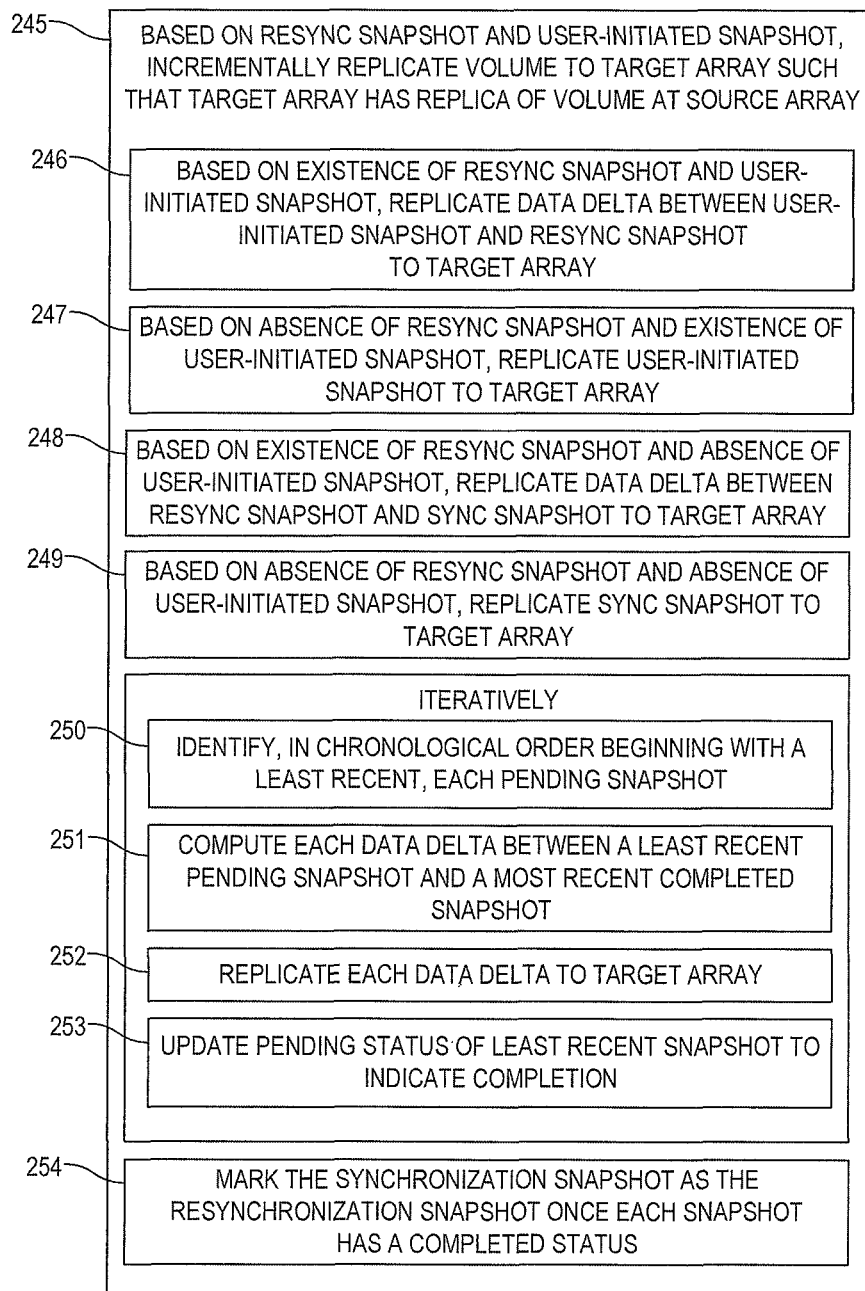 245
BASED ON RESYNC SNAPSHOT AND USER-INITIATED SNAPSHOT,
INCREMENTALLY REPLICATE VOLUME TO TARGET ARRAY SUCH
THAT TARGET ARRAY HAS REPLICA OF VOLUME AT SOURCE ARRAY
246
BASED ON EXISTENCE OF RESYNC SNAPSHOT AND USER-
INITIATED SNAPSHOT, REPLICATE DATA DELTA BETWEEN USER-
INITIATED SNAPSHOT AND RESYNC SNAPSHOT
TO TARGET ARRAY
247
BASED ON ABSENCE OF RESYNC SNAPSHOT AND EXISTENCE OF
USER-INITIATED SNAPSHOT, REPLICATE USER-INITIATED
SNAPSHOT TO TARGET ARRAY
248
BASED ON EXISTENCE OF RESYNC SNAPSHOT AND ABSENCE OF
USER-INITIATED SNAPSHOT, REPLICATE DATA DELTA BETWEEN
RESYNC SNAPSHOT AND SYNC SNAPSHOT TO TARGET ARRAY
249
BASED ON ABSENCE OF RESYNC SNAPSHOT AND ABSENCE OF
USER-INITIATED SNAPSHOT, REPLICATE SYNC SNAPSHOT TO
TARGET ARRAY
ITERATIVELY
250
IDENTIFY, IN CHRONOLOGICAL ORDER BEGINNING WITH A
LEAST RECENT, EACH PENDING SNAPSHOT
251
COMPUTE EACH DATA DELTA BETWEEN A LEAST RECENT
PENDING SNAPSHOT AND A MOST RECENT COMPLETED
SNAPSHOT
252
REPLICATE EACH DATA DELTA TO TARGET ARRAY
253
UPDATE PENDING STATUS OF LEAST RECENT SNAPSHOT TO
INDICATE COMPLETION
254
MARK THE SYNCHRONIZATION SNAPSHOT AS THE
RESYNCHRONIZATION SNAPSHOT ONCE EACH SNAPSHOT
HAS A COMPLETED STATUS